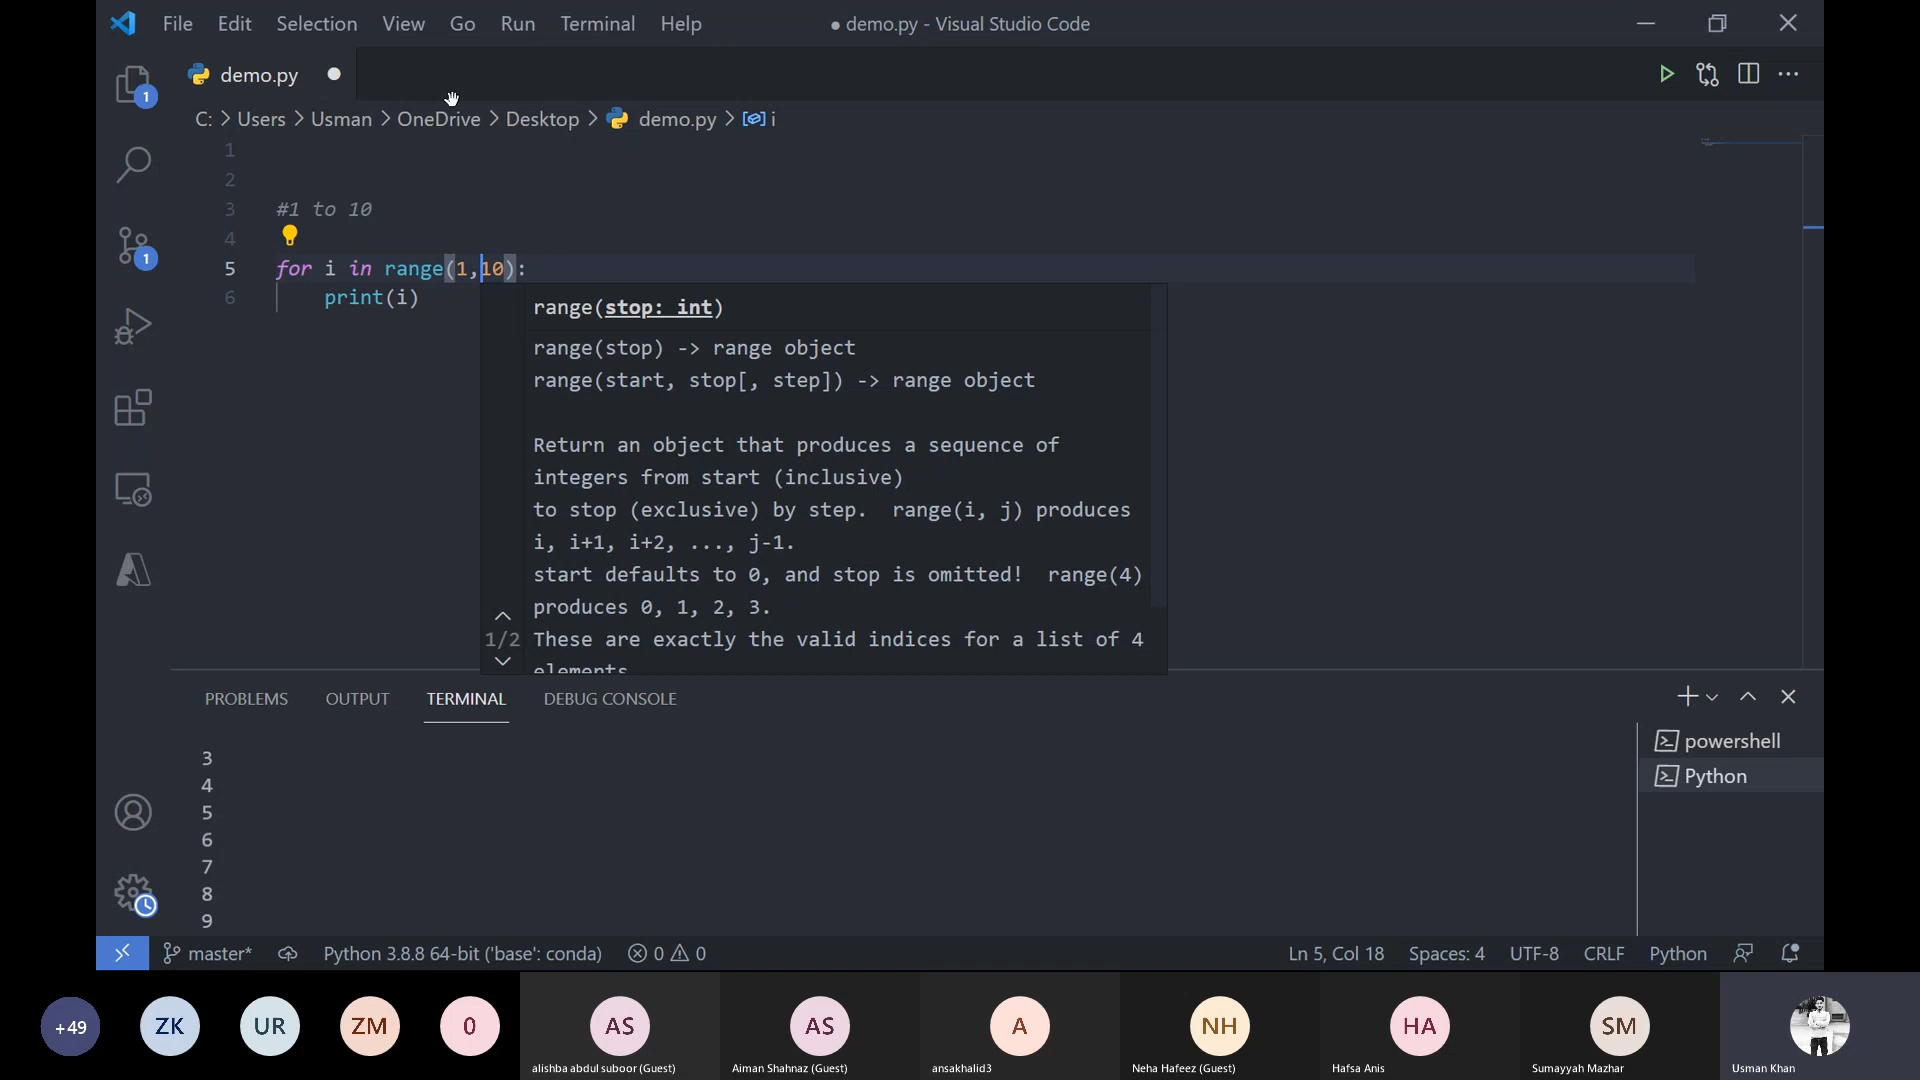 File Edit Selection View Go Run Terminal Help ● demo.py - Visual Studio Code
demo.py
1
C: > Users > Usman > OneDrive > Desktop > demo.py > i
1
2
3 #1 to 10
4
5 for i in range(1,10):
6 print(i)
1
range(stop: int)
range(stop) -> range object
range(start, stop[, step]) -> range object
Return an object that produces a sequence of
integers from start (inclusive)
to stop (exclusive) by step.  range(i, j) produces
i, i+1, i+2, ..., j-1.
start defaults to 0, and stop is omitted!  range(4)
produces 0, 1, 2, 3.
1/2 These are exactly the valid indices for a list of 4
elements
PROBLEMS OUTPUT TERMINAL DEBUG CONSOLE
3
4
5
6
7
8
9
powershell
Python
master* Python 3.8.8 64-bit ('base': conda) 0 0 Ln 5, Col 18 Spaces: 4 UTF-8 CRLF Python
+49 ZK UR ZM 0 AS AS A NH HA SM
alishba abdul suboor (Guest) Aiman Shahnaz (Guest) ansakhalid3 Neha Hafeez (Guest) Hafsa Anis Sumayyah Mazhar Usman Khan